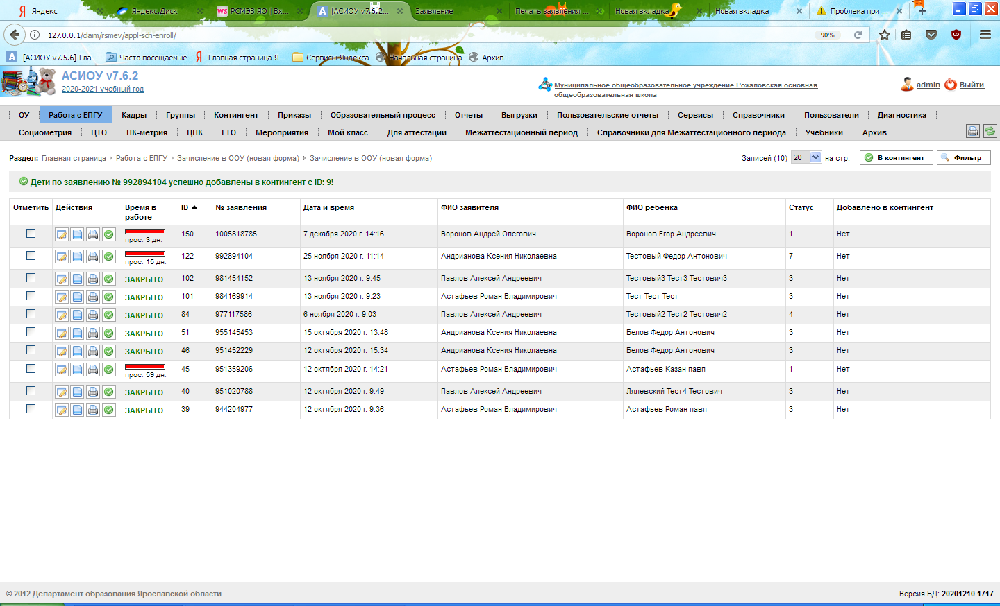 Яндекс
Яндекс.Диск
РСМЭВ ЯО | Вх...
[АСИОУ v7.6.2...
Заявление
Печать заявления ...
Новая вкладка
Новая вкладка
Проблема при ...
127.0.0.1/claim/rsmev/appl-sch-enroll/
90%
[АСИОУ v7.5.6] Гла...
Часто посещаемые
Главная страница Я...
Сервисы Яндекса
Начальная страница
Архив
АСИОУ v7.6.2
2020-2021 учебный год
Муниципальное общеобразовательное учреждение Рожаловская основная
общеобразовательная школа
admin
Выйти
ОУ Работа с ЕПГУ Кадры Группы Контингент Приказы Образовательный процесс Отчеты Выгрузки Пользовательские отчеты Сервисы Справочники Пользователи Диагностика
Социометрия ЦТО ПК-метрия ЦПК ГТО Мероприятия Мой класс Для аттестации Межаттестационный период Справочники для Межаттестационного периода Учебники Архив
Раздел: Главная страница Работа с ЕПГУ Зачисление в ООУ (новая форма) Зачисление в ООУ (новая форма)
Записей (10) 20 на стр. В контингент Фильтр
Дети по заявлению № 992894104 успешно добавлены в контингент с ID: 9!
Отметить Действия Время в работе ID № заявления Дата и время ФИО заявителя ФИО ребенка Статус Добавлено в контингент
прос. 3 дн. 150 1005818785 7 декабря 2020 г. 14:16 Воронов Андрей Олегович Воронов Егор Андреевич 1 Нет
прос. 15 дн. 122 992894104 25 ноября 2020 г. 11:14 Андрианова Ксения Николаевна Тестовый Федор Антонович 7 Нет
ЗАКРЫТО 102 981454152 13 ноября 2020 г. 9:45 Павлов Алексей Андреевич Тестовый3 Тест3 Тестович3 3 Нет
ЗАКРЫТО 101 984169914 13 ноября 2020 г. 9:23 Астафьев Роман Владимирович Тест Тест Тест 3 Нет
ЗАКРЫТО 84 977117586 6 ноября 2020 г. 9:03 Павлов Алексей Андреевич Тестовый2 Тест2 Тестович2 4 Нет
ЗАКРЫТО 51 955145453 15 октября 2020 г. 13:48 Андрианова Ксения Николаевна Белов Федор Антонович 3 Нет
ЗАКРЫТО 46 951452229 12 октября 2020 г. 15:34 Андрианова Ксения Николаевна Белов Федор Антонович 3 Нет
прос. 59 дн. 45 951359206 12 октября 2020 г. 14:21 Астафьев Роман Владимирович Астафьев Казан павп 1 Нет
ЗАКРЫТО 40 951020788 12 октября 2020 г. 9:49 Павлов Алексей Андреевич Лялевский Тест4 Тестович 3 Нет
ЗАКРЫТО 39 944204977 12 октября 2020 г. 9:36 Астафьев Роман Владимирович Астафьев Роман павп 3 Нет
© 2012 Департамент образования Ярославской области
Версия БД: 20201210 1717